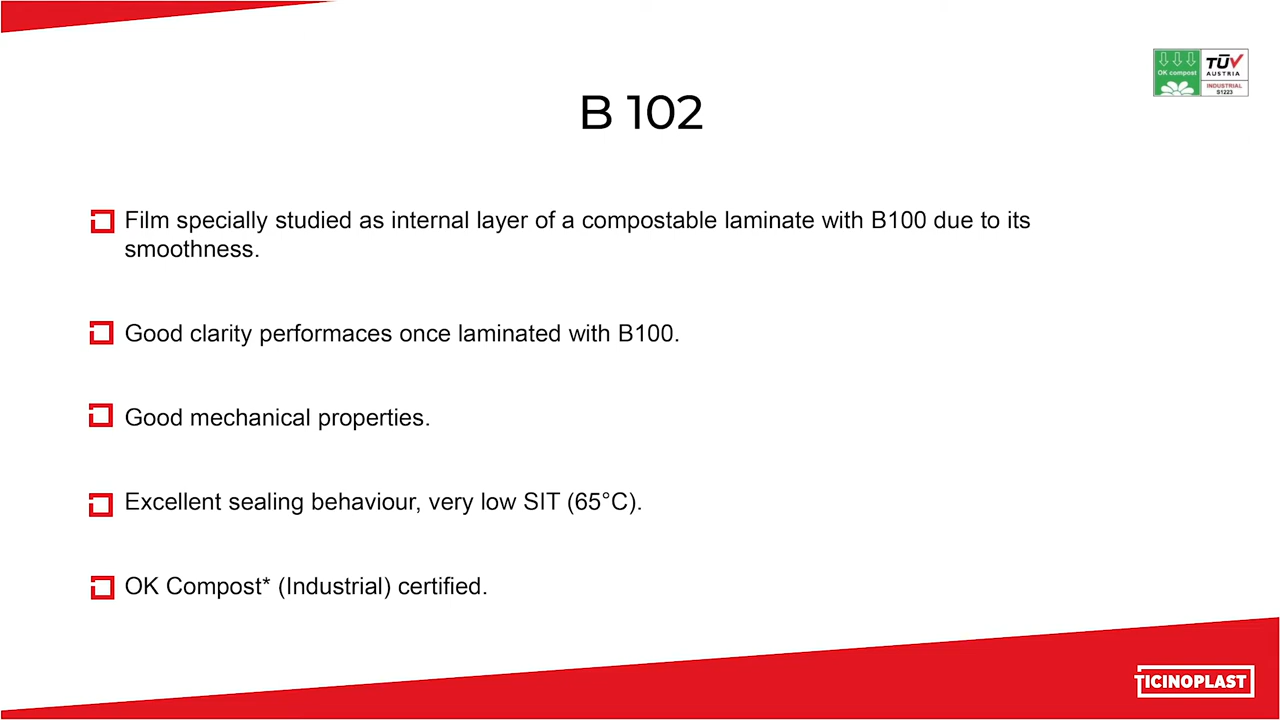 OK compost
TÜV
AUSTRIA
INDUSTRIAL
S1223
B 102
Film specially studied as internal layer of a compostable laminate with B100 due to its
smoothness.
Good clarity performaces once laminated with B100.
Good mechanical properties.
Excellent sealing behaviour, very low SIT (65°C).
OK Compost* (Industrial) certified.
TICINOPLAST